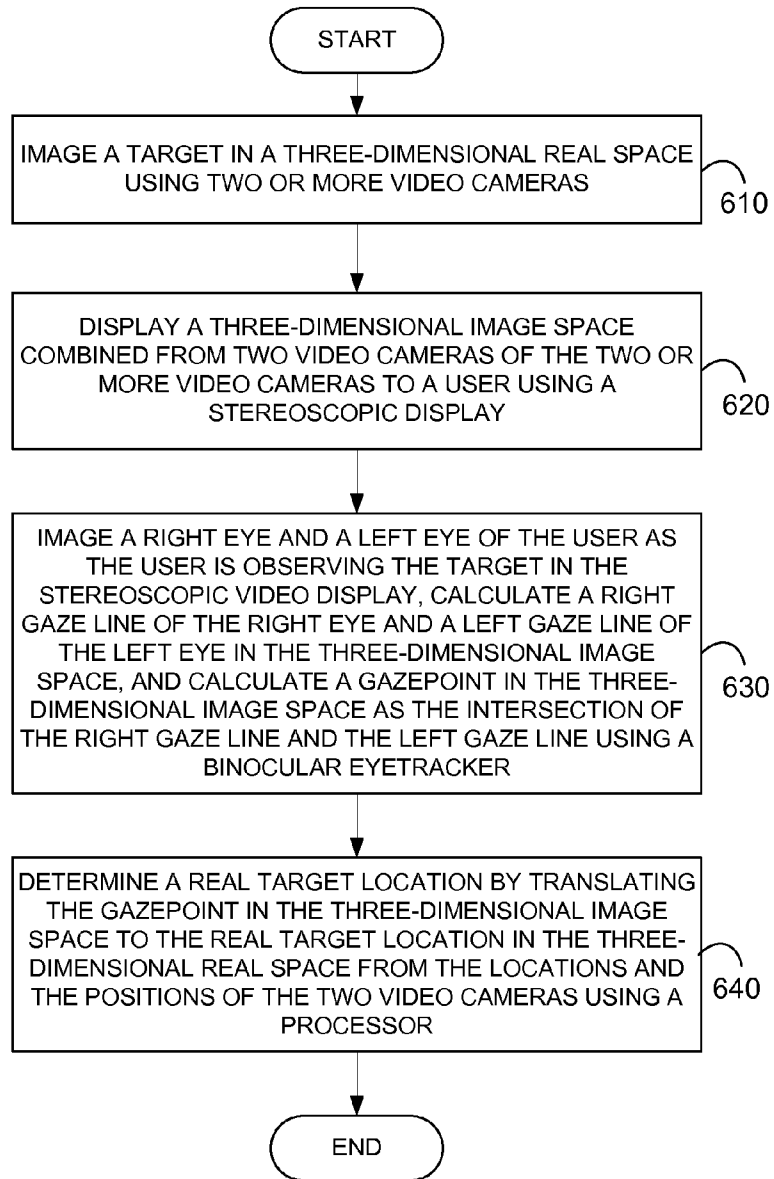 START
IMAGE A TARGET IN A THREE-DIMENSIONAL REAL SPACE
USING TWO OR MORE VIDEO CAMERAS
610
DISPLAY A THREE-DIMENSIONAL IMAGE SPACE
COMBINED FROM TWO VIDEO CAMERAS OF THE TWO OR
MORE VIDEO CAMERAS TO A USER USING A
STEREOSCOPIC DISPLAY
620
IMAGE A RIGHT EYE AND A LEFT EYE OF THE USER AS
THE USER IS OBSERVING THE TARGET IN THE
STEREOSCOPIC VIDEO DISPLAY, CALCULATE A RIGHT
GAZE LINE OF THE RIGHT EYE AND A LEFT GAZE LINE OF
THE LEFT EYE IN THE THREE-DIMENSIONAL IMAGE
SPACE, AND CALCULATE A GAZEPOINT IN THE THREE-
DIMENSIONAL IMAGE SPACE AS THE INTERSECTION OF
THE RIGHT GAZE LINE AND THE LEFT GAZE LINE USING A
BINOCULAR EYETRACKER
630
DETERMINE A REAL TARGET LOCATION BY TRANSLATING
THE GAZEPOINT IN THE THREE-DIMENSIONAL IMAGE
SPACE TO THE REAL TARGET LOCATION IN THE THREE-
DIMENSIONAL REAL SPACE FROM THE LOCATIONS AND
THE POSITIONS OF THE TWO VIDEO CAMERAS USING A
PROCESSOR
640
END